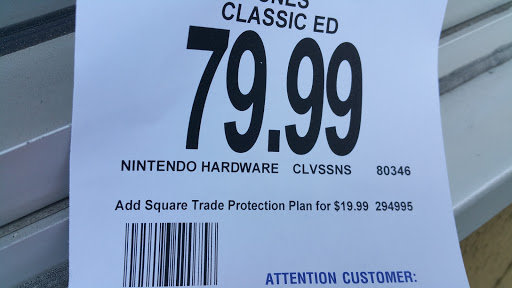 CLASSIC ED
79.99
NINTENDO HARDWARE CLVSSNS 80346
Add Square Trade Protection Plan for $19.99 294995
ATTENTION CUSTOMER: